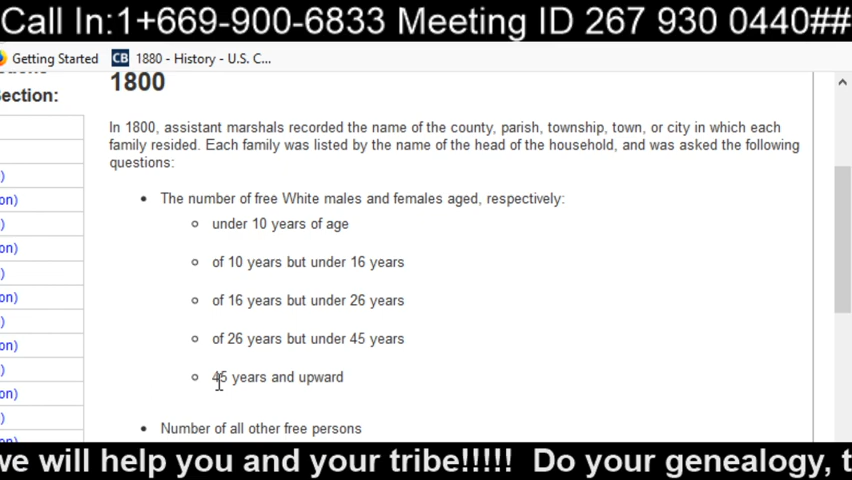 Call In:1+669-900-6833 Meeting ID 267 930 0440##
Getting Started CB 1880 - History - U.S. C...
Section:
1800
In 1800, assistant marshals recorded the name of the county, parish, township, town, or city in which each
family resided. Each family was listed by the name of the head of the household, and was asked the following
questions:
• The number of free White males and females aged, respectively:
under 10 years of age
of 10 years but under 16 years
of 16 years but under 26 years
of 26 years but under 45 years
45 years and upward
• Number of all other free persons
we will help you and your tribe!!!!! Do your genealogy, t